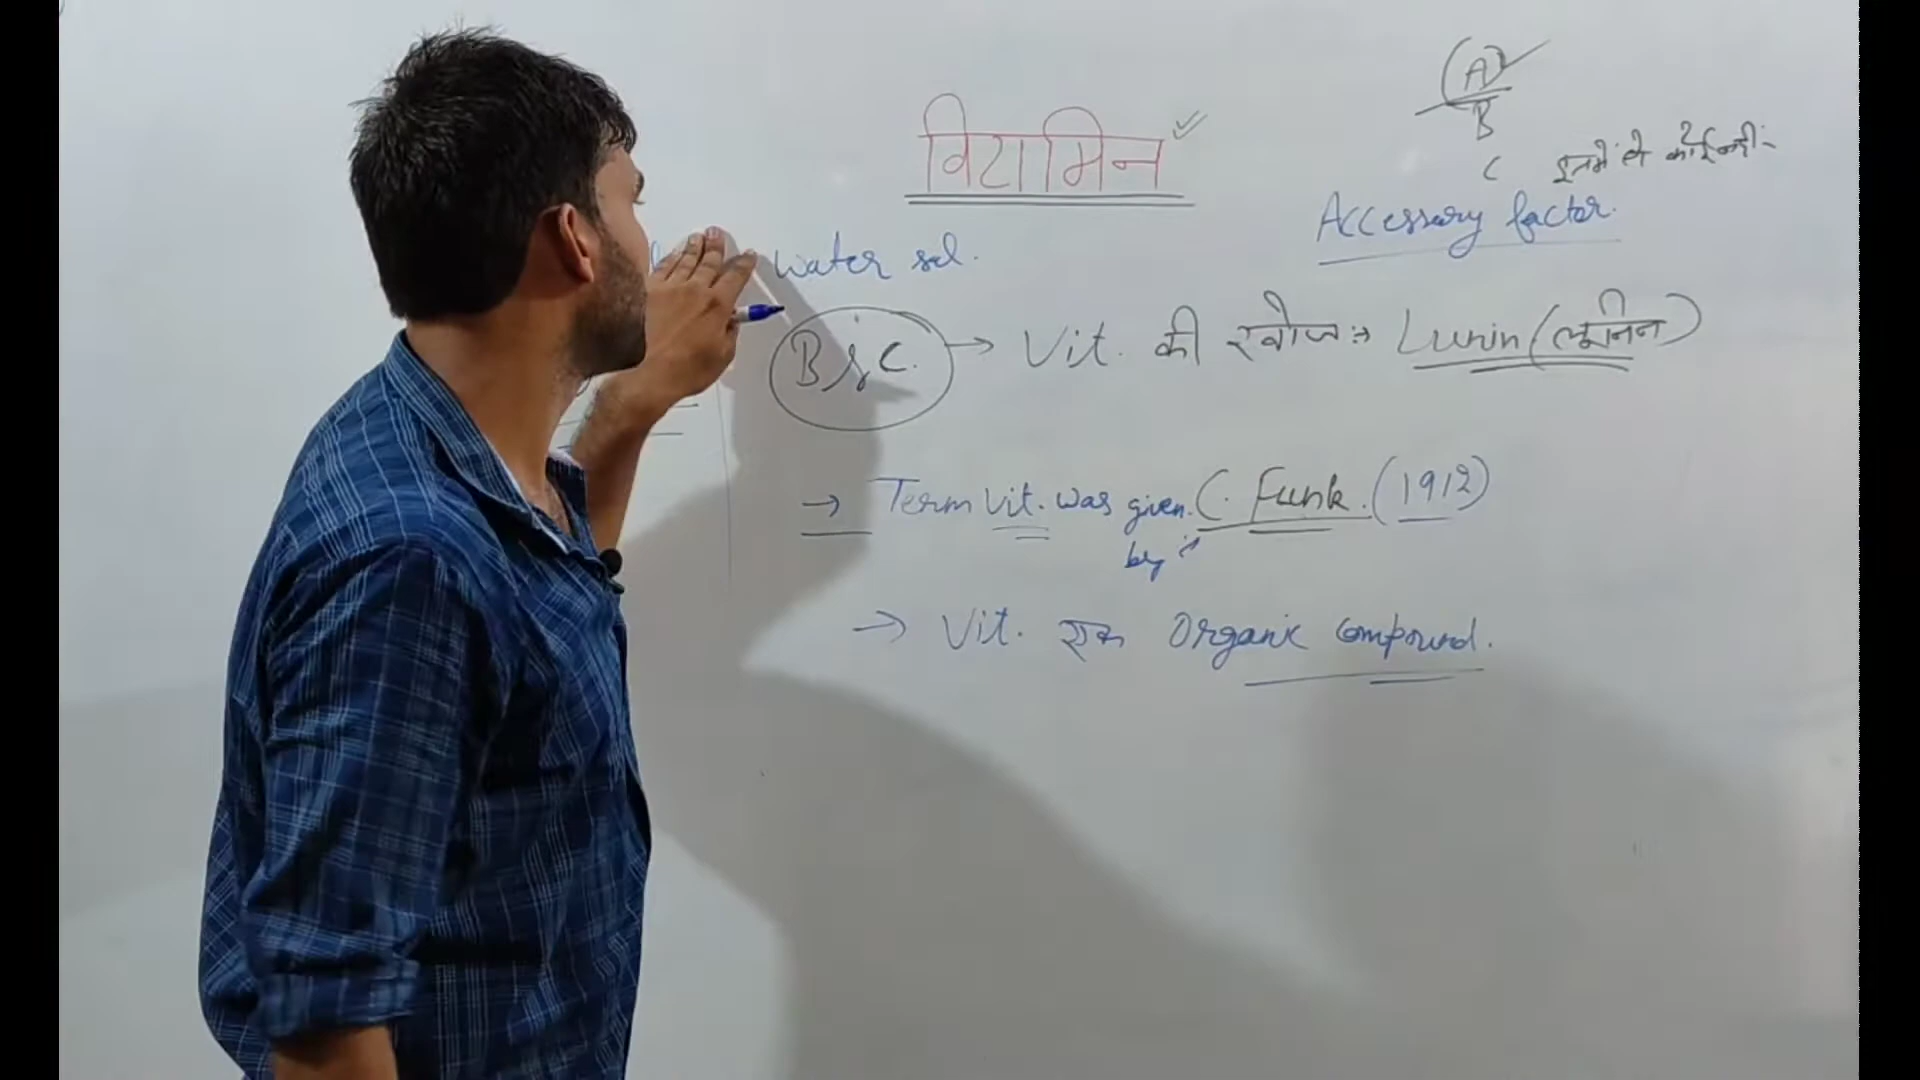 विटामिन
(A)
B
C इनमें से कोई नहीं
Accessory factor.
water sol.
B & C. → Vit. की खोज :→ Lunin (लूनिन)
→ Term Vit. was given (C. Funk. (1912)
by :
→ Vit. एक Organic compound.